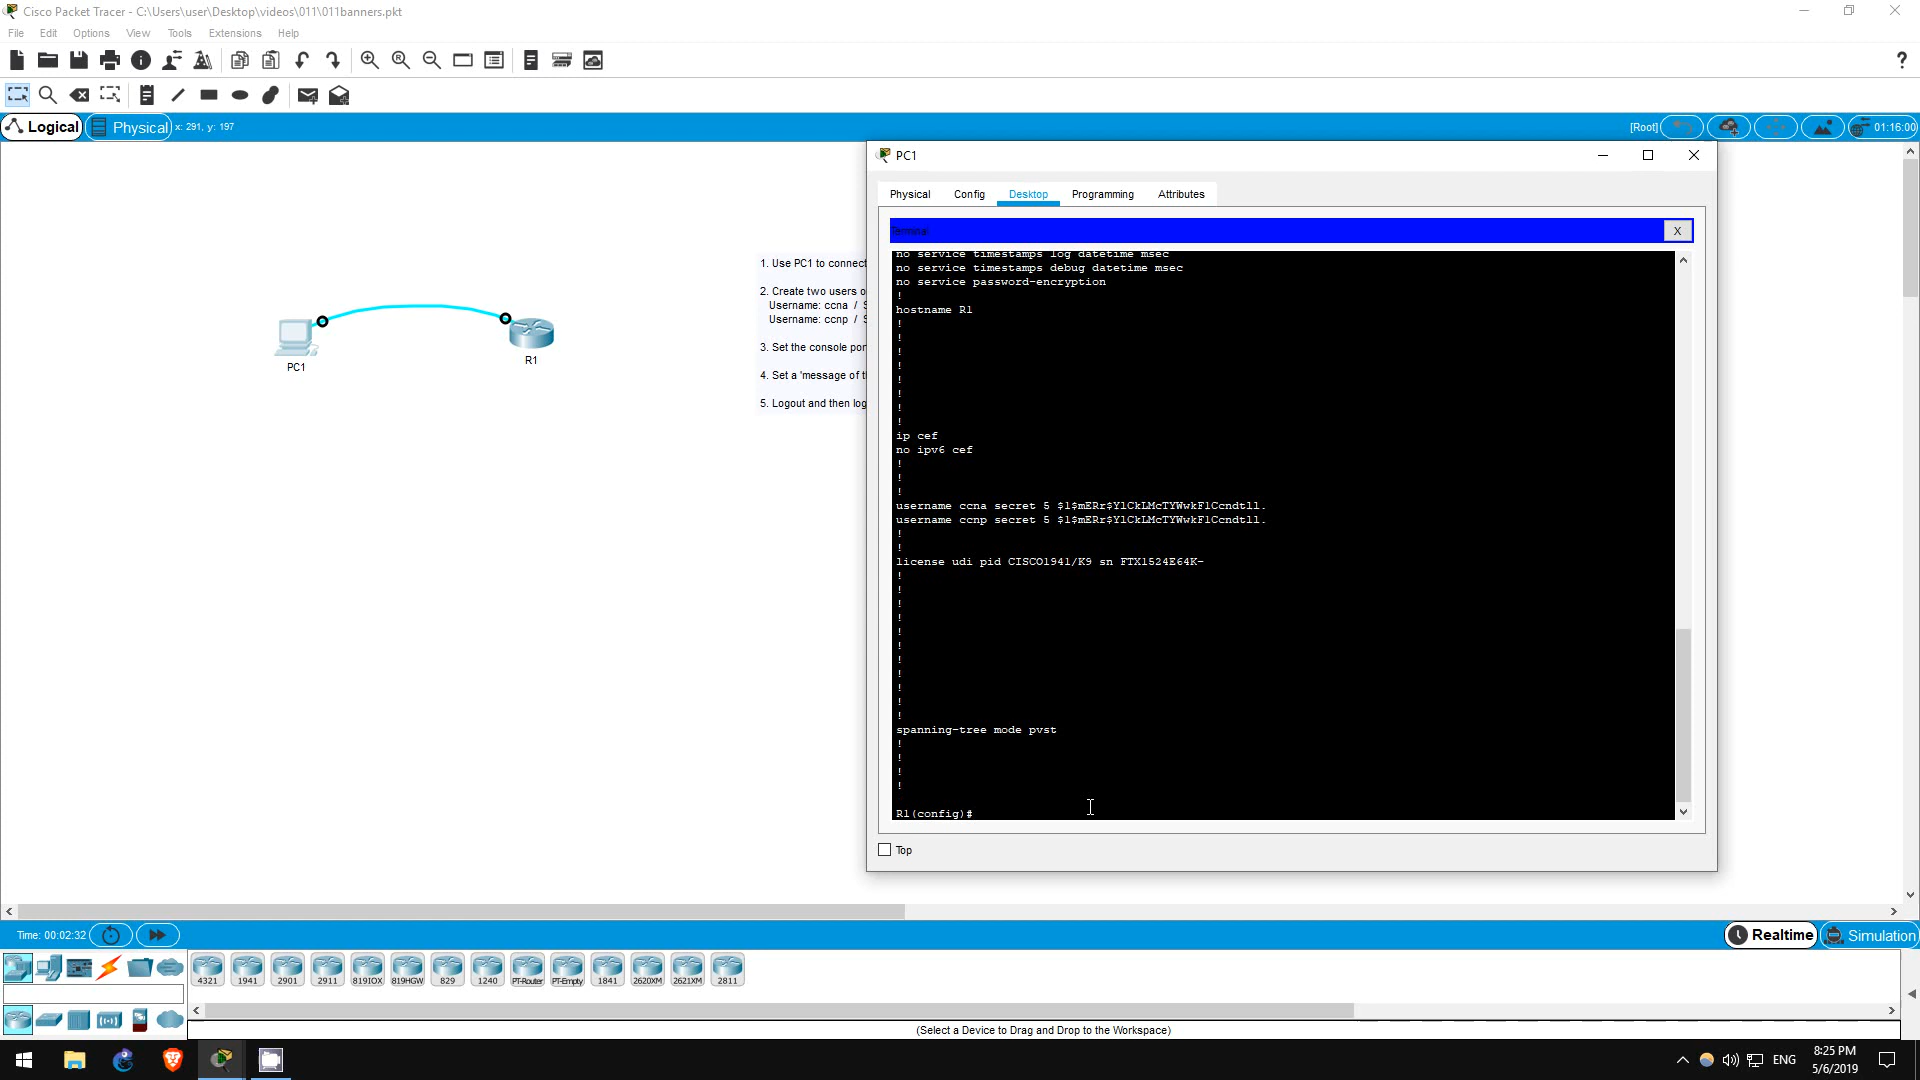 Cisco Packet Tracer - C:\Users\user\Desktop\videos\011\011banners.pkt
File Edit Options View Tools Extensions Help
Logical Physical x: 291, y: 197 [Root] 01:16:00
PC1
Physical Config Desktop Programming Attributes
Terminal X
no service timestamps log datetime msec
no service timestamps debug datetime msec
no service password-encryption
!
hostname R1
!
!
!
!
!
!
!
!
ip cef
no ipv6 cef
!
!
!
username ccna secret 5 $1$mERr$YlCkLMcTYWwkF1Ccndtll.
username ccnp secret 5 $1$mERr$YlCkLMcTYWwkF1Ccndtll.
!
!
license udi pid CISCO1941/K9 sn FTX1524E64K-
!
!
!
!
!
!
!
!
!
!
!
spanning-tree mode pvst
!
!
!
!
R1(config)#
Top
1. Use PC1 to connect
2. Create two users o
Username: ccna / S
Username: ccnp / S
3. Set the console por
4. Set a 'message of t
5. Logout and then log
PC1
R1
Time: 00:02:32 Realtime Simulation
4321 1941 2901 2911 819IOX 819HGW 829 1240 PT-Router PT-Empty 1841 2620XM 2621XM 2811
(Select a Device to Drag and Drop to the Workspace)
ENG
8:25 PM
5/6/2019